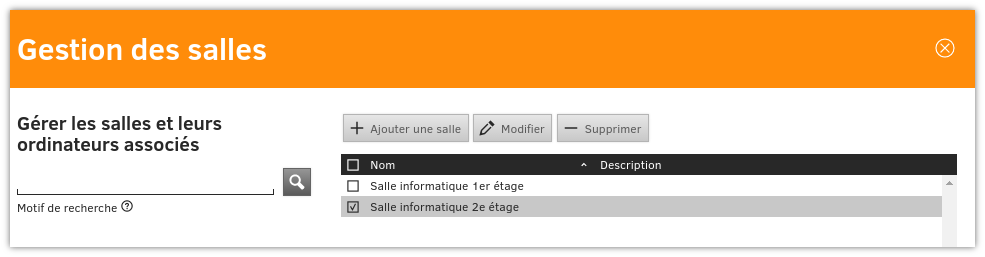 Gestion des salles
Gérer les salles et leurs
ordinateurs associés
Motif de recherche
Ajouter une salle Modifier Supprimer
Nom Description
Salle informatique 1er étage
Salle informatique 2e étage